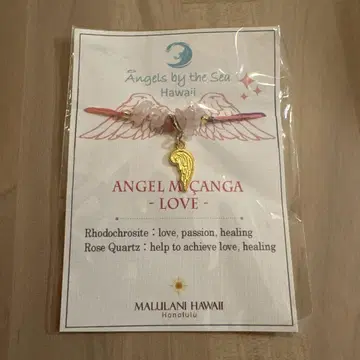 Angels by the Sea
Hawaii
ANGEL MIÇANGA
- LOVE -
Rhodochrosite : love, passion, healing
Rose Quartz : help to achieve love, healing
MALULANI HAWAII
Honolulu